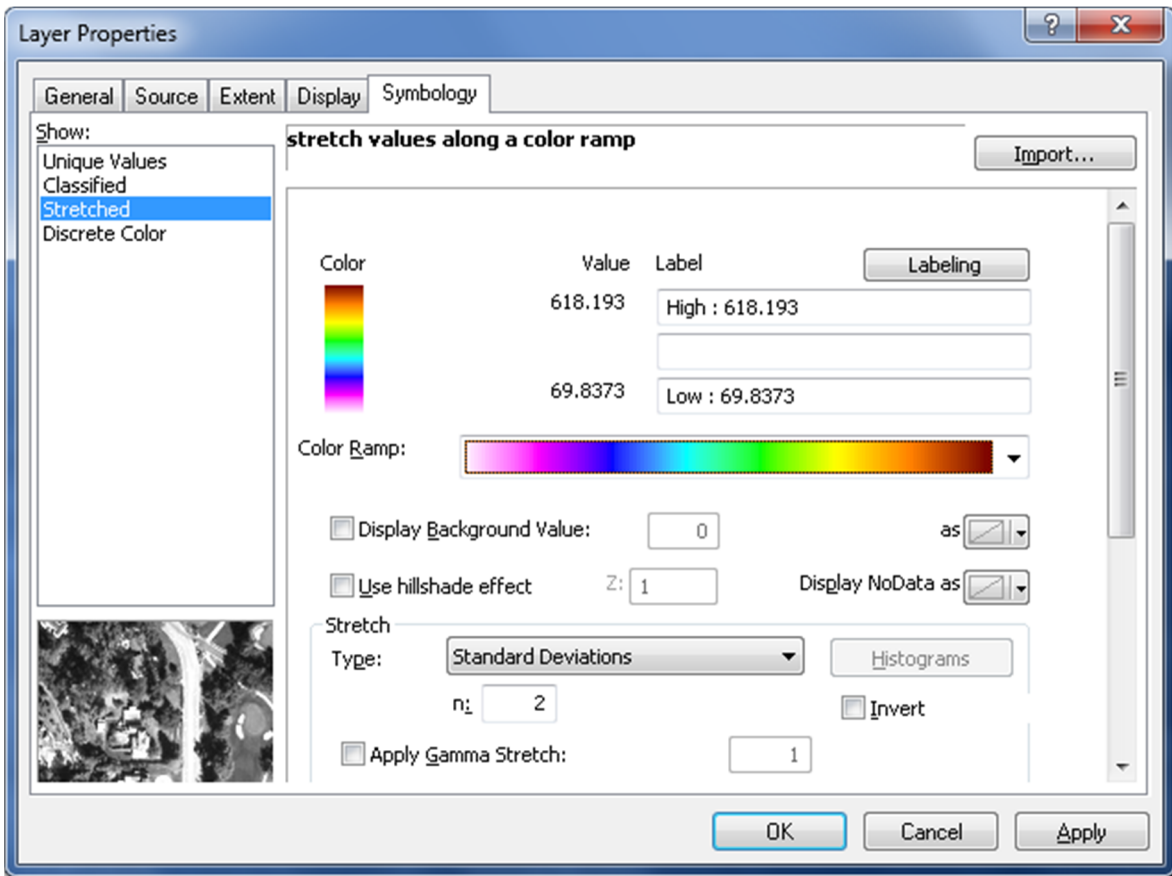 Layer Properties
?
X
General Source Extent Display Symbology
Show:
Unique Values
Classified
Stretched
Discrete Color
stretch values along a color ramp
Import...
Color Value Label Labeling
618.193 High : 618.193
69.8373 Low : 69.8373
Color Ramp:
Display Background Value: 0 as
Use hillshade effect Z: 1 Display NoData as
Stretch
Type: Standard Deviations Histograms
n: 2 Invert
Apply Gamma Stretch: 1
OK Cancel Apply